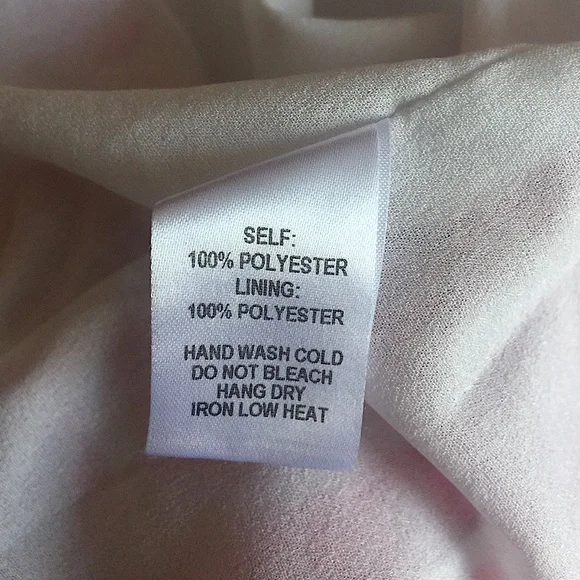 SELF:
100% POLYESTER
LINING:
100% POLYESTER
HAND WASH COLD
DO NOT BLEACH
HANG DRY
IRON LOW HEAT